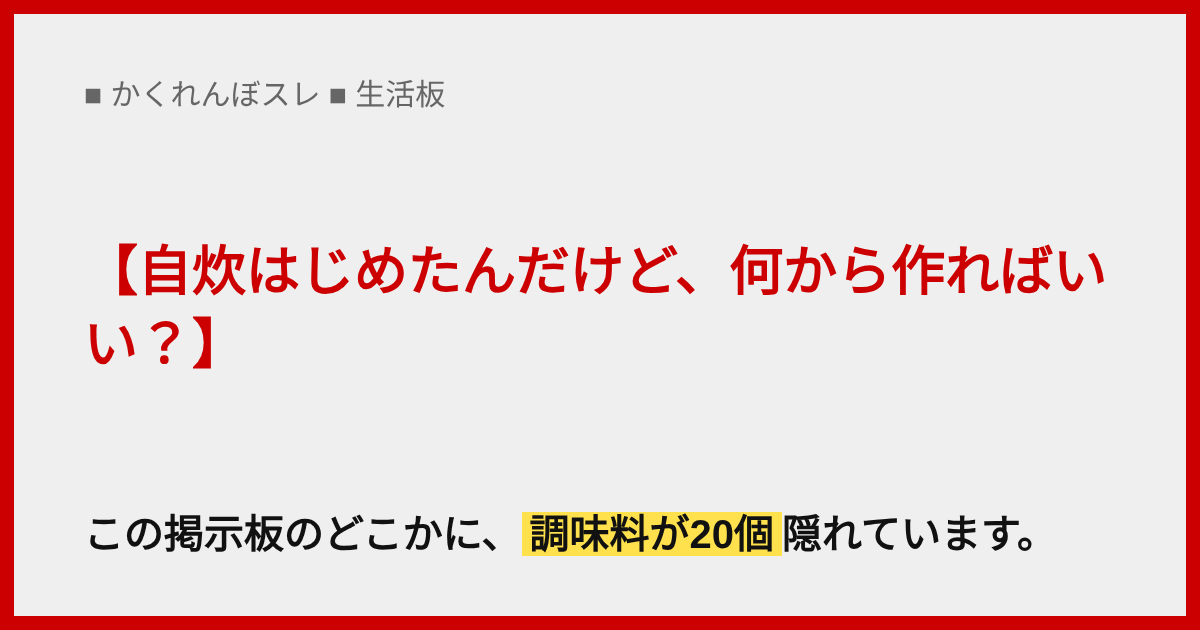 ■ かくれんぼスレ ■ 生活板
【自炊はじめたんだけど、何から作ればい
い？】
この掲示板のどこかに、調味料が20個隠れています。